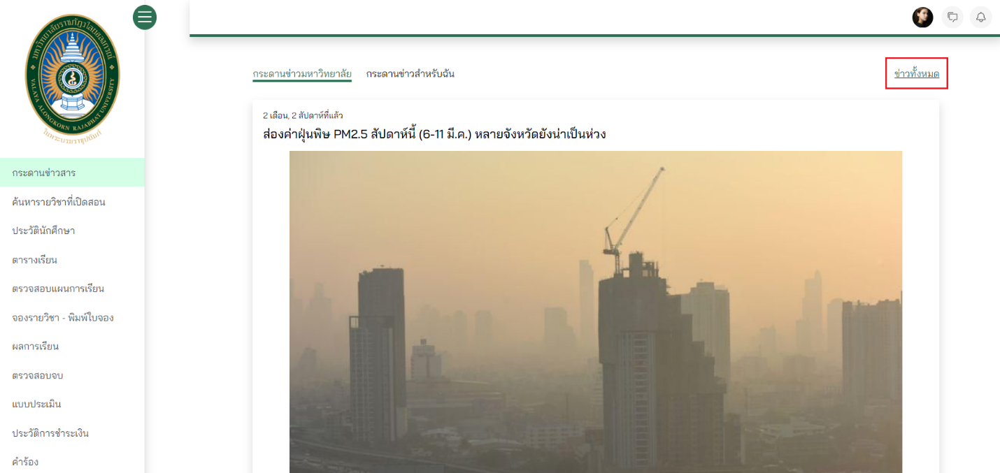 มหาวิทยาลัยราชภัฏวไลยอลงกรณ์
VALAYA ALONGKORN RAJABHAT UNIVERSITY
ในพระบรมราชูปถัมภ์
กระดานข่าวสาร
ค้นหารายวิชาที่เปิดสอน
ประวัตินักศึกษา
ตารางเรียน
ตรวจสอบแผนการเรียน
จองรายวิชา - พิมพ์ใบจอง
ผลการเรียน
ตรวจสอบจบ
แบบประเมิน
ประวัติการชำระเงิน
คำร้อง
กระดานข่าวมหาวิทยาลัย กระดานข่าวสำหรับฉัน ข่าวทั้งหมด
2 เดือน, 2 สัปดาห์ที่แล้ว
ส่องค่าฝุ่นพิษ PM2.5 สัปดาห์นี้ (6-11 มี.ค.) หลายจังหวัดยังน่าเป็นห่วง